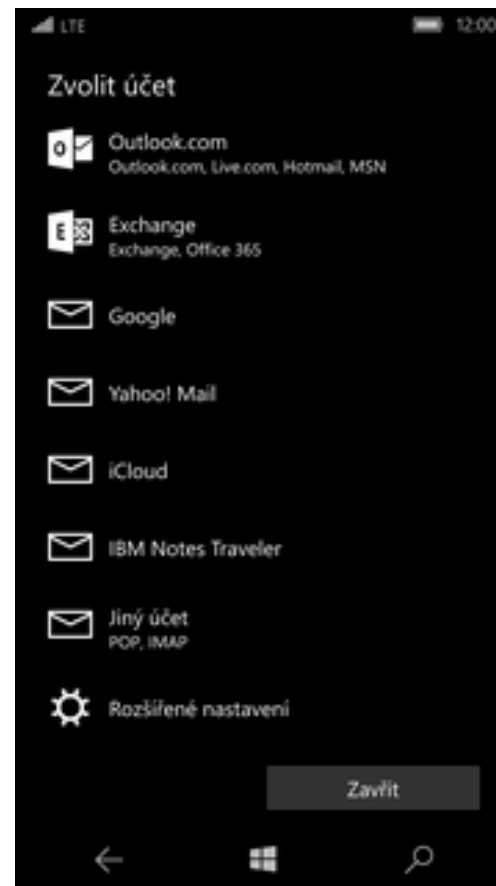 LTE 12:00
Zvolit účet
Outlook.com
Outlook.com, Live.com, Hotmail, MSN
Exchange
Exchange, Office 365
Google
Yahoo! Mail
iCloud
IBM Notes Traveler
Jiný účet
POP, IMAP
Rozšířené nastavení
Zavřít